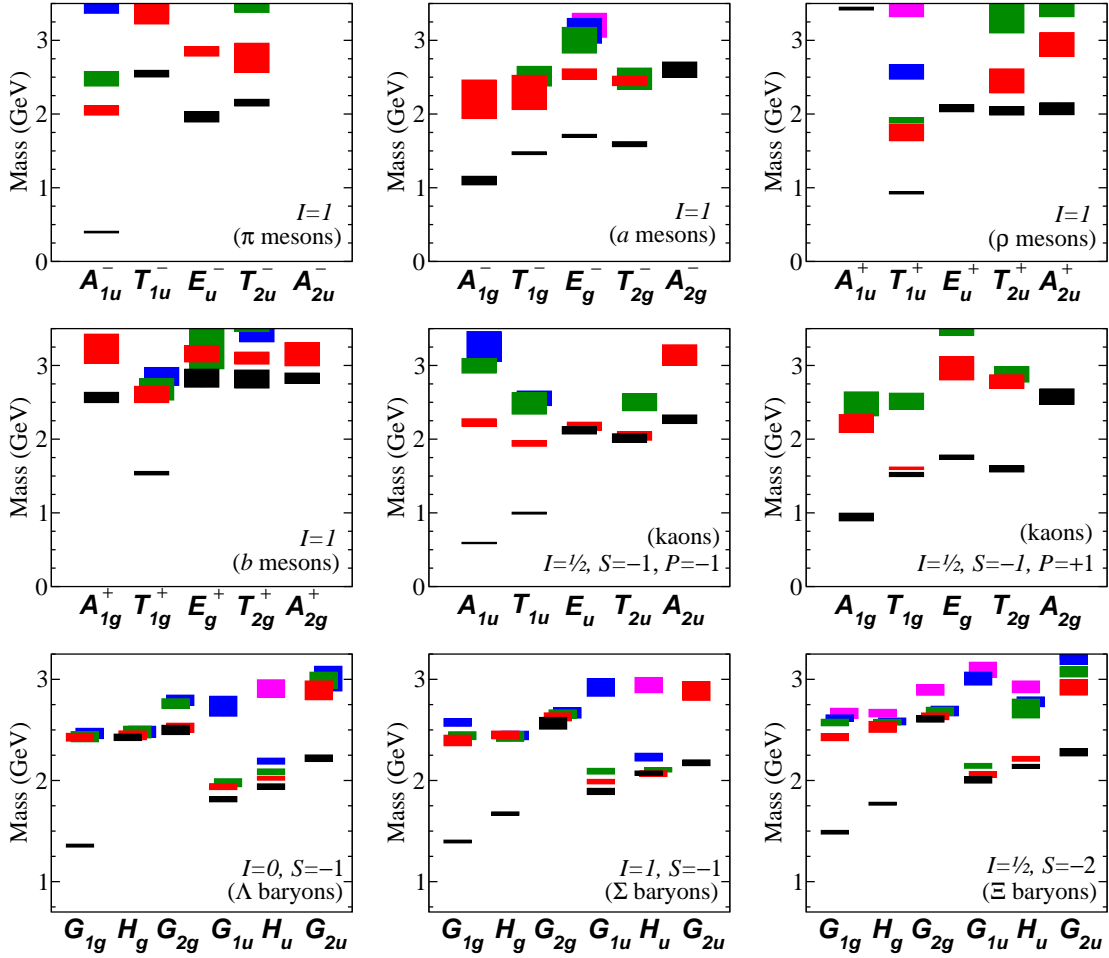 Mass (GeV)
3
2
1
0
I=1
(π mesons)
A⁻₁ᵤ T⁻₁ᵤ E⁻ᵤ T⁻₂ᵤ A⁻₂ᵤ
Mass (GeV)
3
2
1
0
I=1
(a mesons)
A⁻₁g T⁻₁g E⁻g T⁻₂g A⁻₂g
Mass (GeV)
3
2
1
0
I=1
(ρ mesons)
A⁺₁ᵤ T⁺₁ᵤ E⁺ᵤ T⁺₂ᵤ A⁺₂ᵤ
Mass (GeV)
3
2
1
0
I=1
(b mesons)
A⁺₁g T⁺₁g E⁺g T⁺₂g A⁺₂g
Mass (GeV)
3
2
1
0
(kaons)
I=½, S=−1, P=−1
A₁ᵤ T₁ᵤ Eᵤ T₂ᵤ A₂ᵤ
Mass (GeV)
3
2
1
0
(kaons)
I=½, S=−1, P=+1
A₁g T₁g Eg T₂g A₂g
Mass (GeV)
3
2
1
I=0, S=−1
(Λ baryons)
G₁g Hg G₂g G₁ᵤ Hᵤ G₂ᵤ
Mass (GeV)
3
2
1
I=1, S=−1
(Σ baryons)
G₁g Hg G₂g G₁ᵤ Hᵤ G₂ᵤ
Mass (GeV)
3
2
1
I=½, S=−2
(Ξ baryons)
G₁g Hg G₂g G₁ᵤ Hᵤ G₂ᵤ